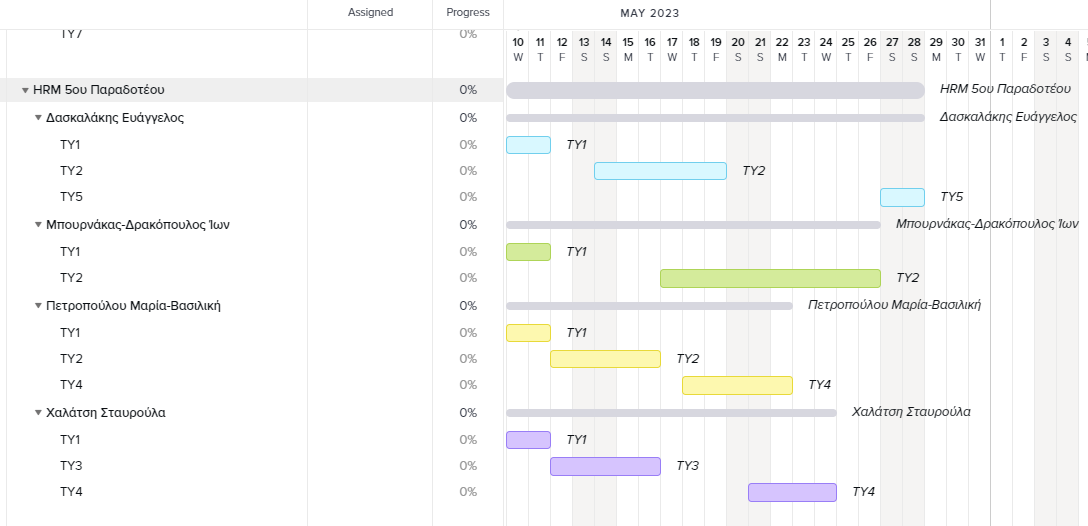 Assigned Progress MAY 2023
10 11 12 13 14 15 16 17 18 19 20 21 22 23 24 25 26 27 28 29 30 31 1 2 3 4
W T F S S M T W T F S S M T W T F S S M T W T F S S
TY7 0%
HRM 5ου Παραδοτέου 0% HRM 5ου Παραδοτέου
Δασκαλάκης Ευάγγελος 0% Δασκαλάκης Ευάγγελος
TY1 0% TY1
TY2 0% TY2
TY5 0% TY5
Μπουρνάκας-Δρακόπουλος Ίων 0% Μπουρνάκας-Δρακόπουλος Ίων
TY1 0% TY1
TY2 0% TY2
Πετροπούλου Μαρία-Βασιλική 0% Πετροπούλου Μαρία-Βασιλική
TY1 0% TY1
TY2 0% TY2
TY4 0% TY4
Χαλάτση Σταυρούλα 0% Χαλάτση Σταυρούλα
TY1 0% TY1
TY3 0% TY3
TY4 0% TY4